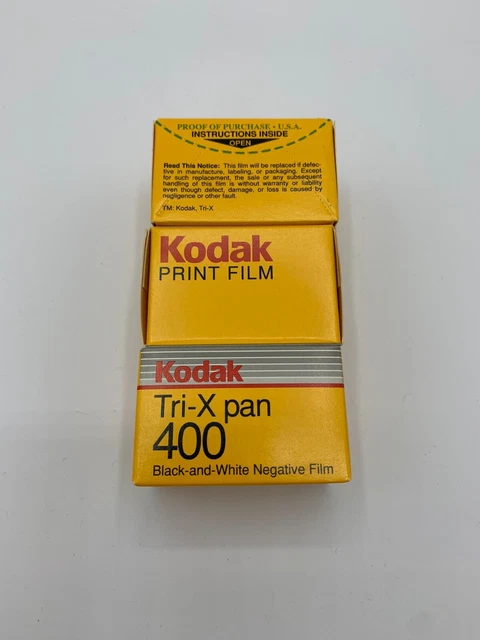 PROOF OF PURCHASE • U.S.A.
INSTRUCTIONS INSIDE
OPEN
Read This Notice: This film will be replaced if defec-
tive in manufacture, labeling, or packaging. Except
for such replacement, the sale or any subsequent
handling of this film is without warranty or liability
even though defect, damage, or loss is caused by
negligence or other fault.
TM: Kodak, Tri-X
Kodak
PRINT FILM
Kodak
Tri-X pan
400
Black-and-White Negative Film